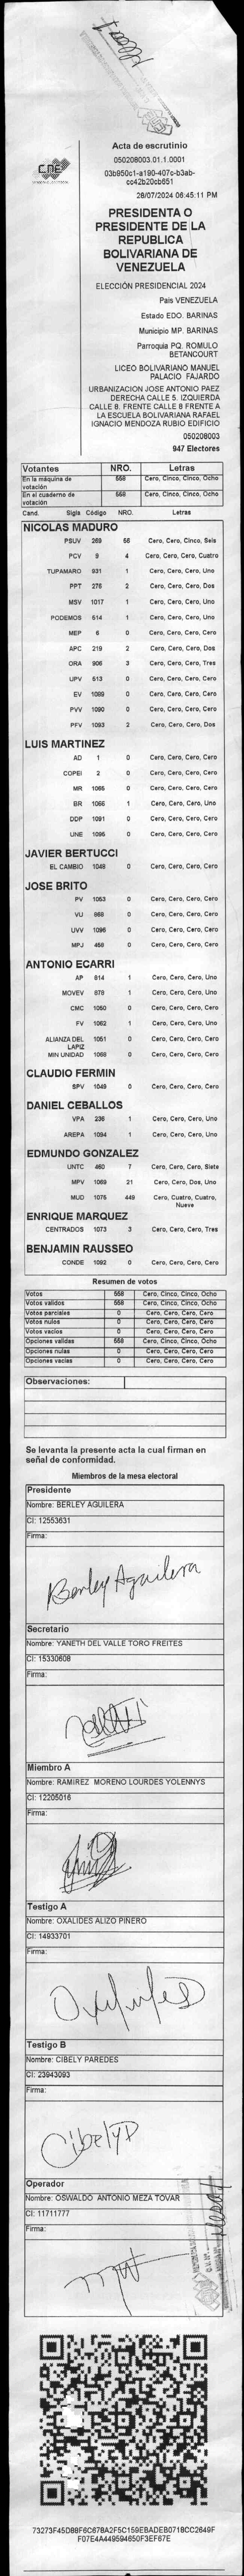 Acta de escrutinio
050208003.01.1.0001
03b950c1-a190-407c-b3ab-
cc42b20cb651
28/07/2024 06:45:11 PM
CNE
PRESIDENTA O
PRESIDENTE DE LA
REPUBLICA
BOLIVARIANA DE
VENEZUELA
ELECCIÓN PRESIDENCIAL 2024
Pais VENEZUELA
Estado EDO. BARINAS
Municipio MP. BARINAS
Parroquia PQ. ROMULO
BETANCOURT
LICEO BOLIVARIANO MANUEL
PALACIO FAJARDO
URBANIZACION JOSE ANTONIO PAEZ
DERECHA CALLE 5. IZQUIERDA
CALLE 8. FRENTE CALLE 8 FRENTE A
LA ESCUELA BOLIVARIANA RAFAEL
IGNACIO MENDOZA RUBIO EDIFICIO
050208003
947 Electores
Votantes NRO. Letras
En la máquina de votación 558 Cero, Cinco, Cinco, Ocho
En el cuaderno de votación 558 Cero, Cinco, Cinco, Ocho
Cand. Sigla Código NRO. Letras
NICOLAS MADURO
PSUV 269 56 Cero, Cero, Cinco, Seis
PCV 9 4 Cero, Cero, Cero, Cuatro
TUPAMARO 931 1 Cero, Cero, Cero, Uno
PPT 276 2 Cero, Cero, Cero, Dos
MSV 1017 1 Cero, Cero, Cero, Uno
PODEMOS 514 1 Cero, Cero, Cero, Uno
MEP 6 0 Cero, Cero, Cero, Cero
APC 219 2 Cero, Cero, Cero, Dos
ORA 906 3 Cero, Cero, Cero, Tres
UPV 513 0 Cero, Cero, Cero, Cero
EV 1089 0 Cero, Cero, Cero, Cero
PVV 1090 0 Cero, Cero, Cero, Cero
PFV 1093 2 Cero, Cero, Cero, Dos
LUIS MARTINEZ
AD 1 0 Cero, Cero, Cero, Cero
COPEI 2 0 Cero, Cero, Cero, Cero
MR 1065 0 Cero, Cero, Cero, Cero
BR 1066 1 Cero, Cero, Cero, Uno
DDP 1091 0 Cero, Cero, Cero, Cero
UNE 1095 0 Cero, Cero, Cero, Cero
JAVIER BERTUCCI
EL CAMBIO 1048 0 Cero, Cero, Cero, Cero
JOSE BRITO
PV 1053 0 Cero, Cero, Cero, Cero
VU 868 0 Cero, Cero, Cero, Cero
UVV 1096 0 Cero, Cero, Cero, Cero
MPJ 458 0 Cero, Cero, Cero, Cero
ANTONIO ECARRI
AP 814 1 Cero, Cero, Cero, Uno
MOVEV 878 1 Cero, Cero, Cero, Uno
CMC 1050 0 Cero, Cero, Cero, Cero
FV 1062 1 Cero, Cero, Cero, Uno
ALIANZA DEL LAPIZ 1051 0 Cero, Cero, Cero, Cero
MIN UNIDAD 1068 0 Cero, Cero, Cero, Cero
CLAUDIO FERMIN
SPV 1049 0 Cero, Cero, Cero, Cero
DANIEL CEBALLOS
VPA 236 1 Cero, Cero, Cero, Uno
AREPA 1094 1 Cero, Cero, Cero, Uno
EDMUNDO GONZALEZ
UNTC 460 7 Cero, Cero, Cero, Siete
MPV 1069 21 Cero, Cero, Dos, Uno
MUD 1075 449 Cero, Cuatro, Cuatro,
Nueve
ENRIQUE MARQUEZ
CENTRADOS 1073 3 Cero, Cero, Cero, Tres
BENJAMIN RAUSSEO
CONDE 1092 0 Cero, Cero, Cero, Cero
Resumen de votos
Votos 558 Cero, Cinco, Cinco, Ocho
Votos validos 558 Cero, Cinco, Cinco, Ocho
Votos parciales 0 Cero, Cero, Cero, Cero
Votos nulos 0 Cero, Cero, Cero, Cero
Votos vacios 0 Cero, Cero, Cero, Cero
Opciones validas 558 Cero, Cinco, Cinco, Ocho
Opciones nulas 0 Cero, Cero, Cero, Cero
Opciones vacias 0 Cero, Cero, Cero, Cero
Observaciones:
Se levanta la presente acta la cual firman en
señal de conformidad.
Miembros de la mesa electoral
Presidente
Nombre: BERLEY AGUILERA
CI: 12553631
Firma:
Berley Aguilera
Secretario
Nombre: YANETH DEL VALLE TORO FREITES
CI: 15330608
Firma:
Miembro A
Nombre: RAMIREZ MORENO LOURDES YOLENNYS
CI: 12205016
Firma:
Testigo A
Nombre: OXALIDES ALIZO PIÑERO
CI: 14933701
Firma:
Testigo B
Nombre: CIBELY PAREDES
CI: 23943093
Firma:
CibelyP
Operador
Nombre: OSWALDO ANTONIO MEZA TOVAR
CI: 11711777
Firma:
73273F45D88F6C678A2F5C159EBADEB0718CC2649F
F07E4A449594650F3EF67E